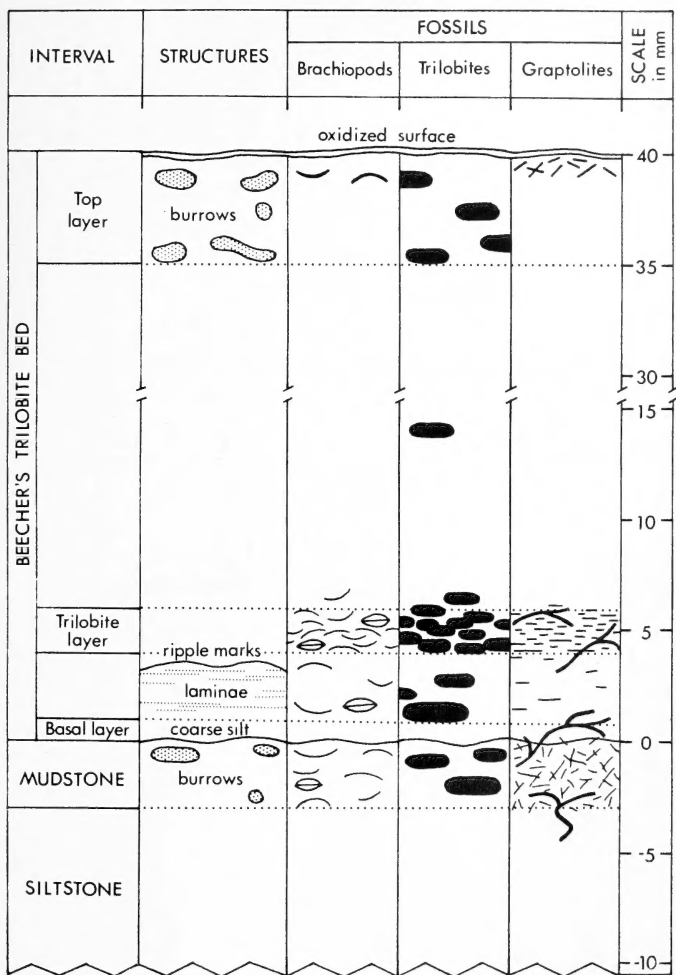 INTERVAL
STRUCTURES
FOSSILS
Brachiopods
Trilobites
Graptolites
SCALE
in mm
oxidized surface
BEECHER'S TRILOBITE BED
Top
layer
burrows
Trilobite
layer
ripple marks
laminae
Basal layer
coarse silt
MUDSTONE
burrows
SILTSTONE
40
35
30
15
10
5
0
-5
-10